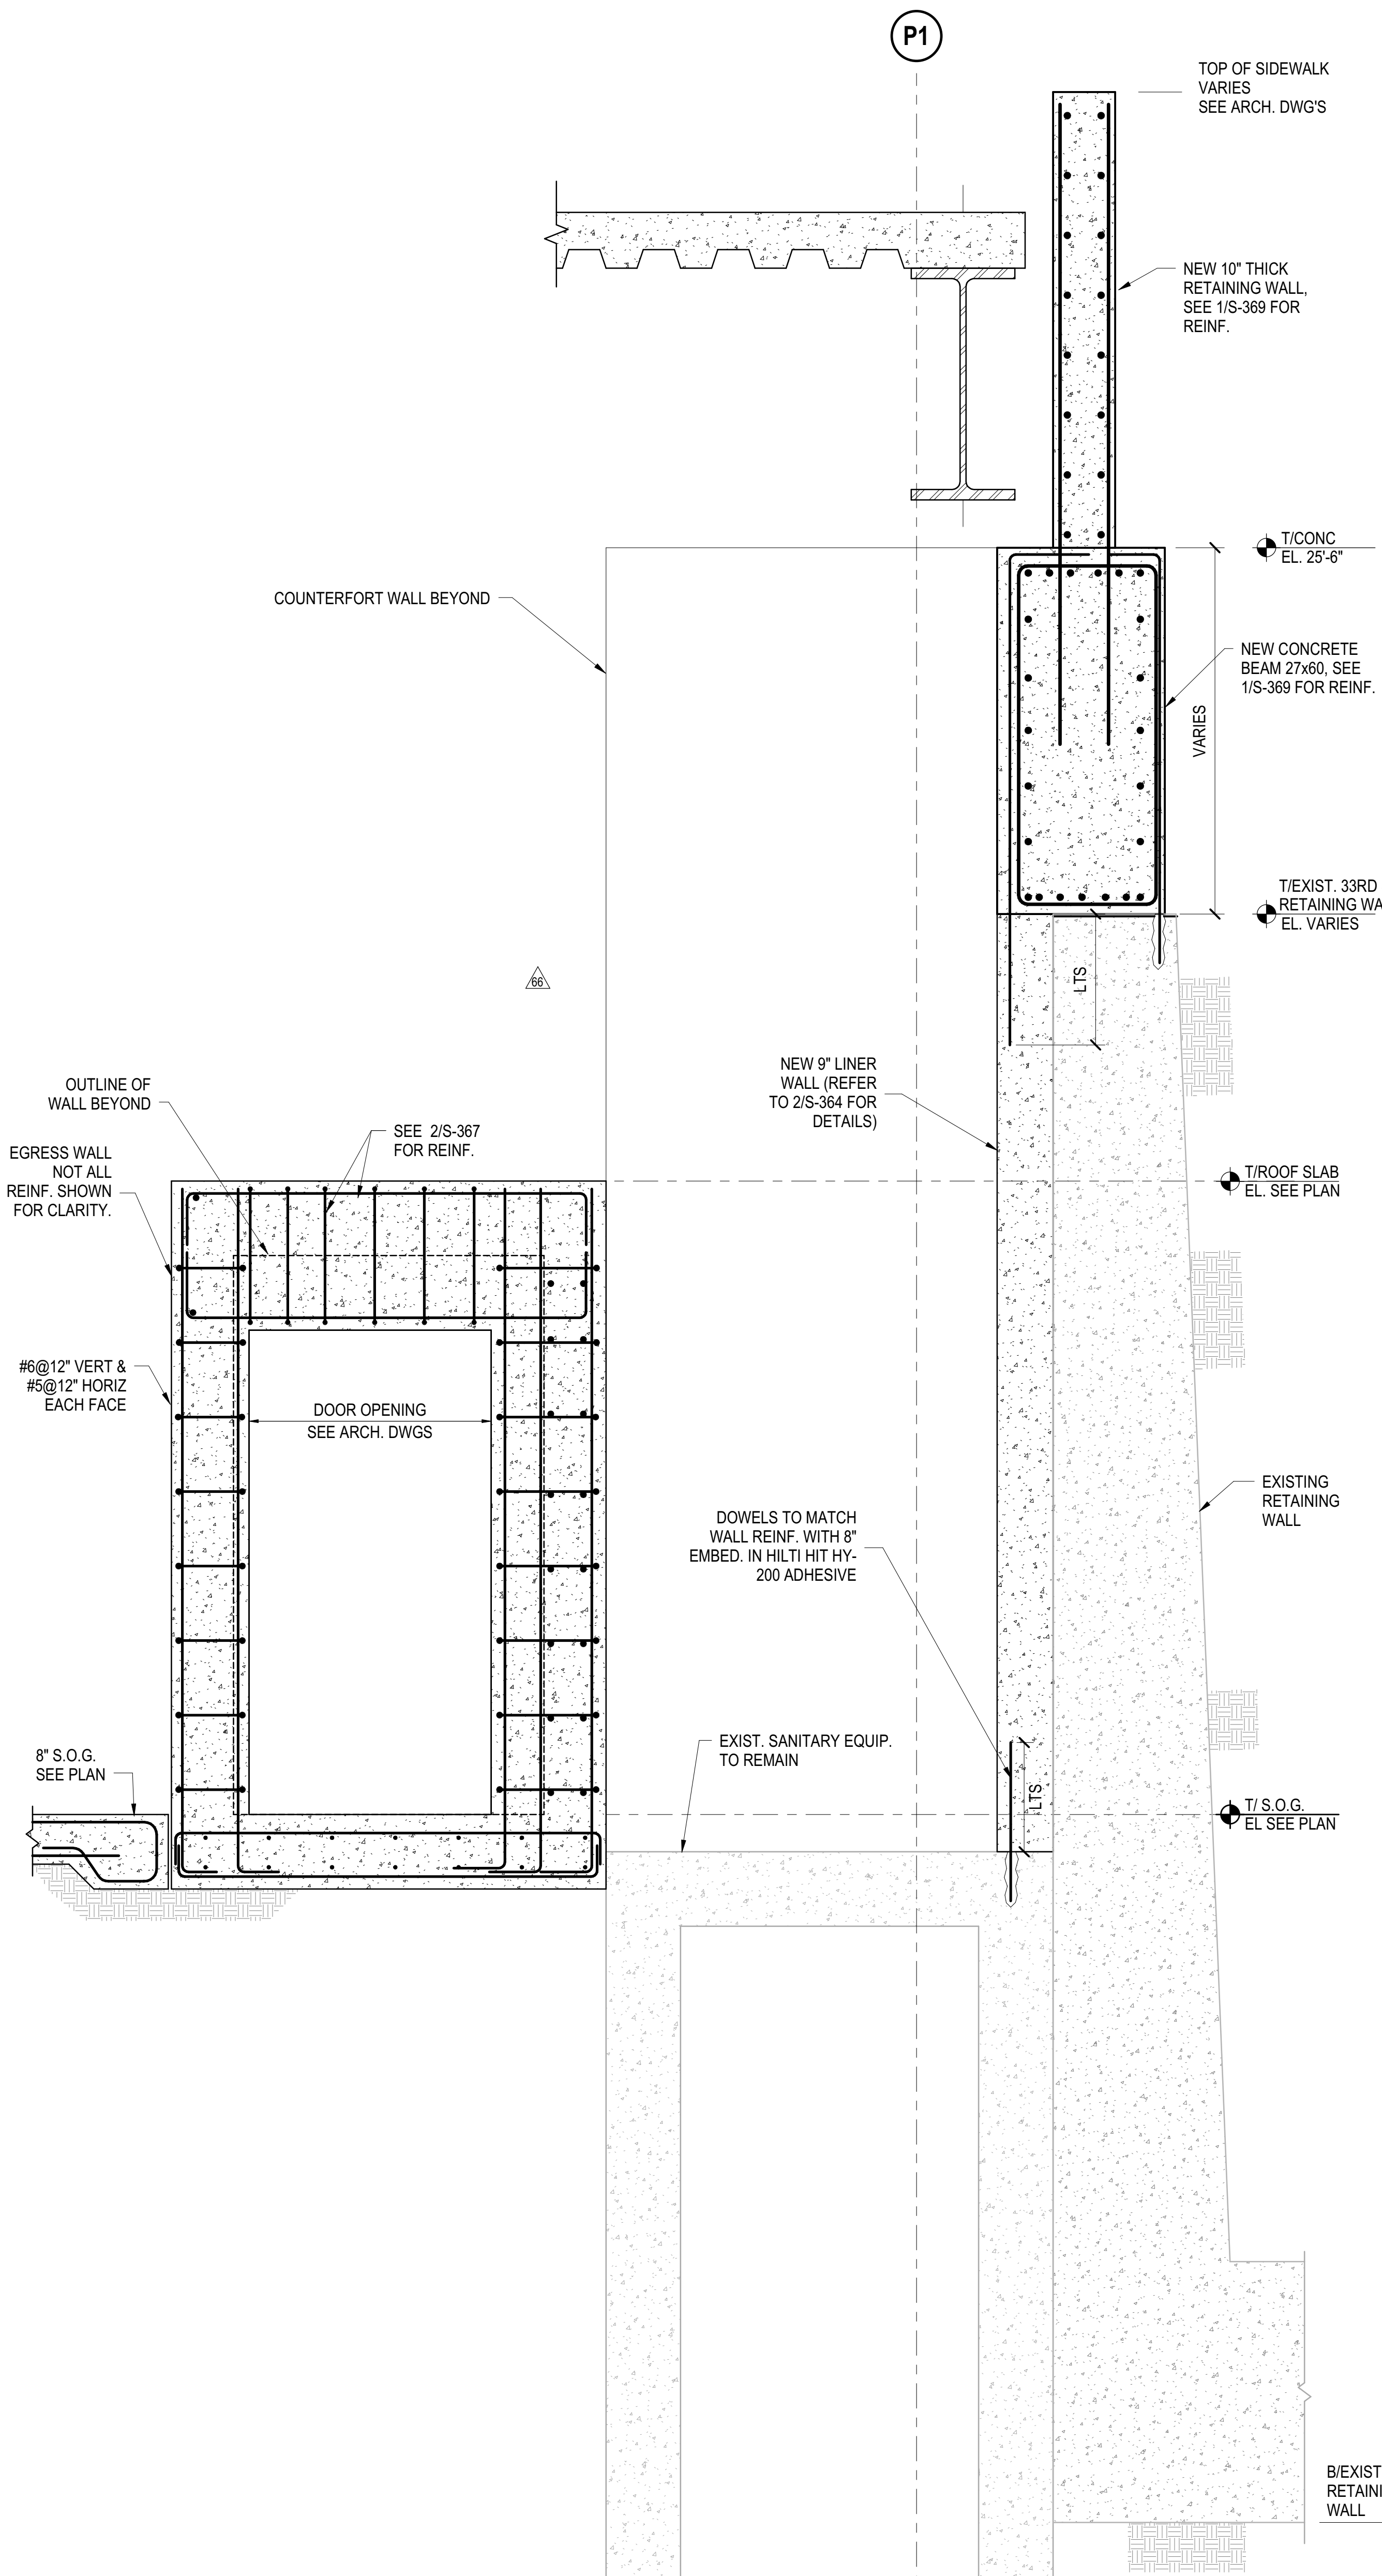 P1
TOP OF SIDEWALK
VARIES
SEE ARCH. DWG'S
NEW 10" THICK
RETAINING WALL,
SEE 1/S-369 FOR
REINF.
T/CONC
EL. 25'-6"
COUNTERFORT WALL BEYOND
NEW CONCRETE
BEAM 27x60, SEE
1/S-369 FOR REINF.
VARIES
T/EXIST. 33RD
RETAINING WA
EL. VARIES
66
LTS
NEW 9" LINER
WALL (REFER
TO 2/S-364 FOR
DETAILS)
OUTLINE OF
WALL BEYOND
SEE 2/S-367
FOR REINF.
EGRESS WALL
NOT ALL
REINF. SHOWN
FOR CLARITY.
T/ROOF SLAB
EL. SEE PLAN
#6@12" VERT &
#5@12" HORIZ
EACH FACE
DOOR OPENING
SEE ARCH. DWGS
EXISTING
RETAINING
WALL
DOWELS TO MATCH
WALL REINF. WITH 8"
EMBED. IN HILTI HIT HY-
200 ADHESIVE
EXIST. SANITARY EQUIP.
TO REMAIN
8" S.O.G.
SEE PLAN
LTS
T/ S.O.G.
EL SEE PLAN
B/EXIST
RETAINI
WALL